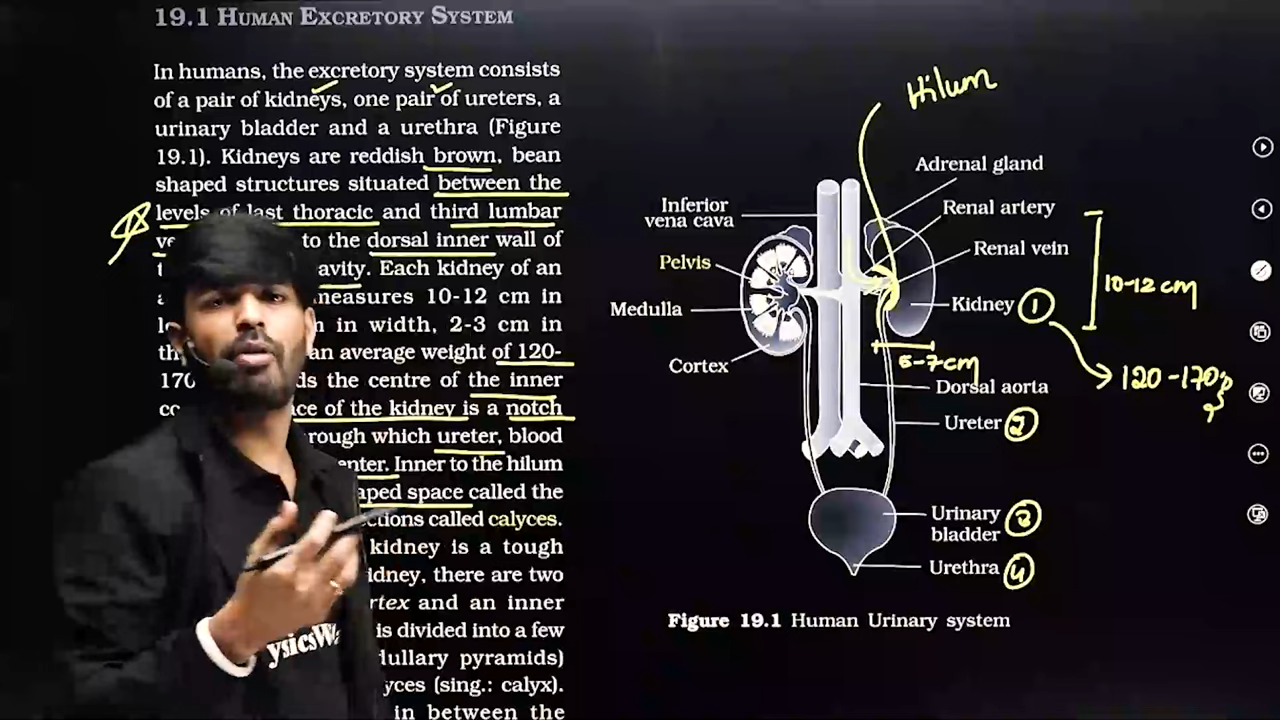 19.1 HUMAN EXCRETORY SYSTEM
In humans, the excretory system consists
of a pair of kidneys, one pair of ureters, a
urinary bladder and a urethra (Figure
19.1). Kidneys are reddish brown, bean
shaped structures situated between the
levels of last thoracic and third lumbar
to the dorsal inner wall of
avity. Each kidney of an
measures 10-12 cm in
in width, 2-3 cm in
an average weight of 120-
170
the centre of the inner
ce of the kidney is a notch
rough which ureter, blood
enter. Inner to the hilum
aped space called the
ctions called calyces.
kidney is a tough
idney, there are two
rtex and an inner
is divided into a few
dullary pyramids)
yces (sing.: calyx).
in between the
ysicsWa
Hilum
Adrenal gland
Inferior
vena cava
Renal artery
Renal vein
Pelvis
10-12 cm
Medulla
Kidney 1
Cortex
5-7 cm
120-170g
Dorsal aorta
Ureter 2
Urinary
bladder 3
Urethra 4
Figure 19.1 Human Urinary system